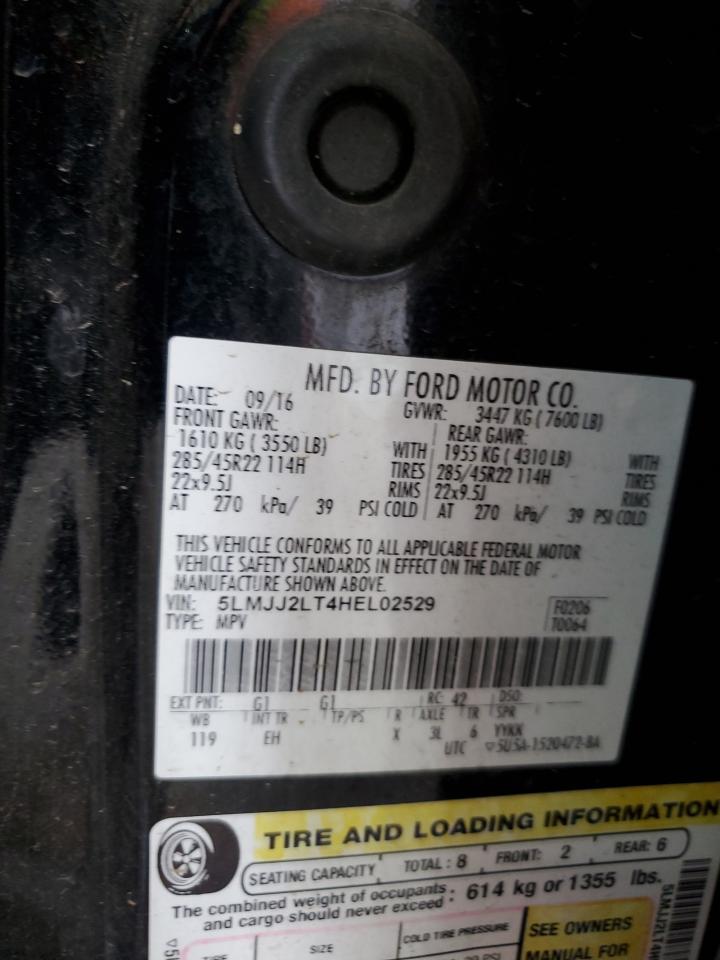 MFD. BY FORD MOTOR CO.
DATE: 09/16 GVWR: 3447 KG ( 7600 LB)
FRONT GAWR: REAR GAWR:
1610 KG ( 3550 LB) WITH 1955 KG ( 4310 LB) WITH
285/45R22 114H TIRES 285/45R22 114H TIRES
22x9.5J RIMS 22x9.5J RIMS
AT 270 kPa/ 39 PSI COLD AT 270 kPa/ 39 PSI COLD
THIS VEHICLE CONFORMS TO ALL APPLICABLE FEDERAL MOTOR
VEHICLE SAFETY STANDARDS IN EFFECT ON THE DATE OF
MANUFACTURE SHOWN ABOVE.
VIN: 5LMJJ2LT4HEL02529 F0206
TYPE: MPV T0064
EXT PNT: G1 G1 RC: 42 DSO:
WB INT TR TP/PS R AXLE TR SPR
119 EH X 3L 6 YYKK
UTC ▽5U5A-1520472-BA
TIRE AND LOADING INFORMATION
SEATING CAPACITY TOTAL : 8 FRONT: 2 REAR: 6
The combined weight of occupants : 614 kg or 1355 lbs.
and cargo should never exceed
SIZE COLD TIRE PRESSURE SEE OWNERS
MANUAL FOR